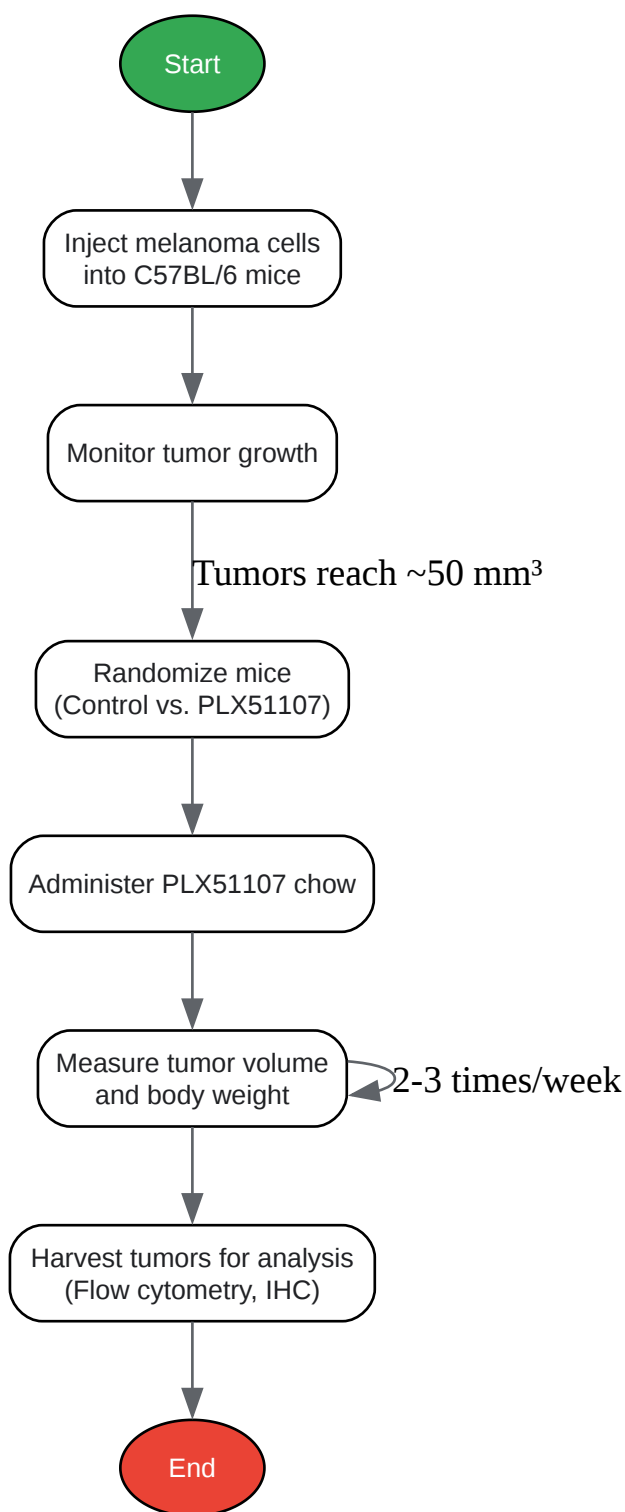 Start
Inject melanoma cells
into C57BL/6 mice
Monitor tumor growth
Tumors reach ~50 mm³
Randomize mice
(Control vs. PLX51107)
Administer PLX51107 chow
Measure tumor volume
and body weight
2-3 times/week
Harvest tumors for analysis
(Flow cytometry, IHC)
End